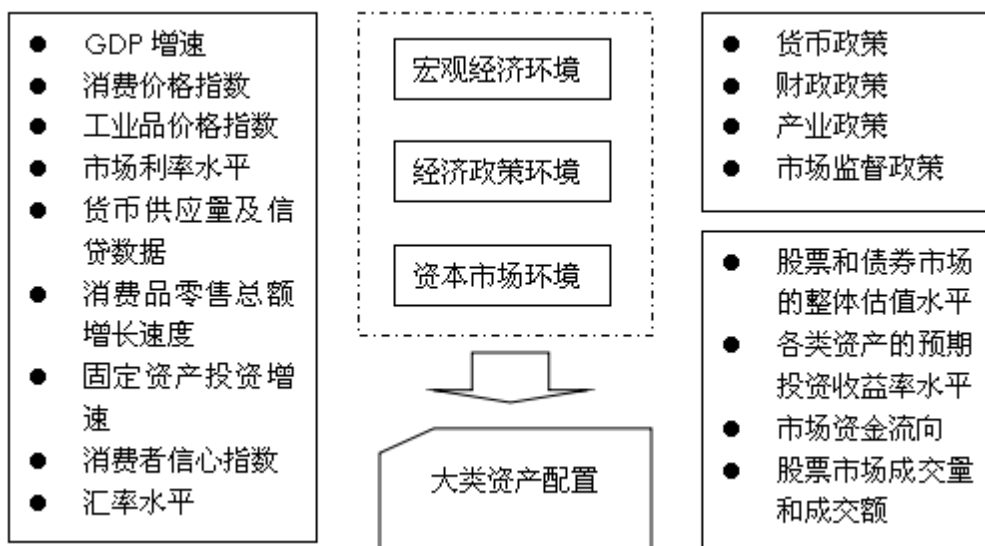 ● GDP 增速
● 消费价格指数
● 工业品价格指数
● 市场利率水平
● 货币供应量及信
贷数据
● 消费品零售总额
增长速度
● 固定资产投资增
速
● 消费者信心指数
● 汇率水平
宏观经济环境
经济政策环境
资本市场环境
大类资产配置
● 货币政策
● 财政政策
● 产业政策
● 市场监督政策
● 股票和债券市场
的整体估值水平
● 各类资产的预期
投资收益率水平
● 市场资金流向
● 股票市场成交量
和成交额